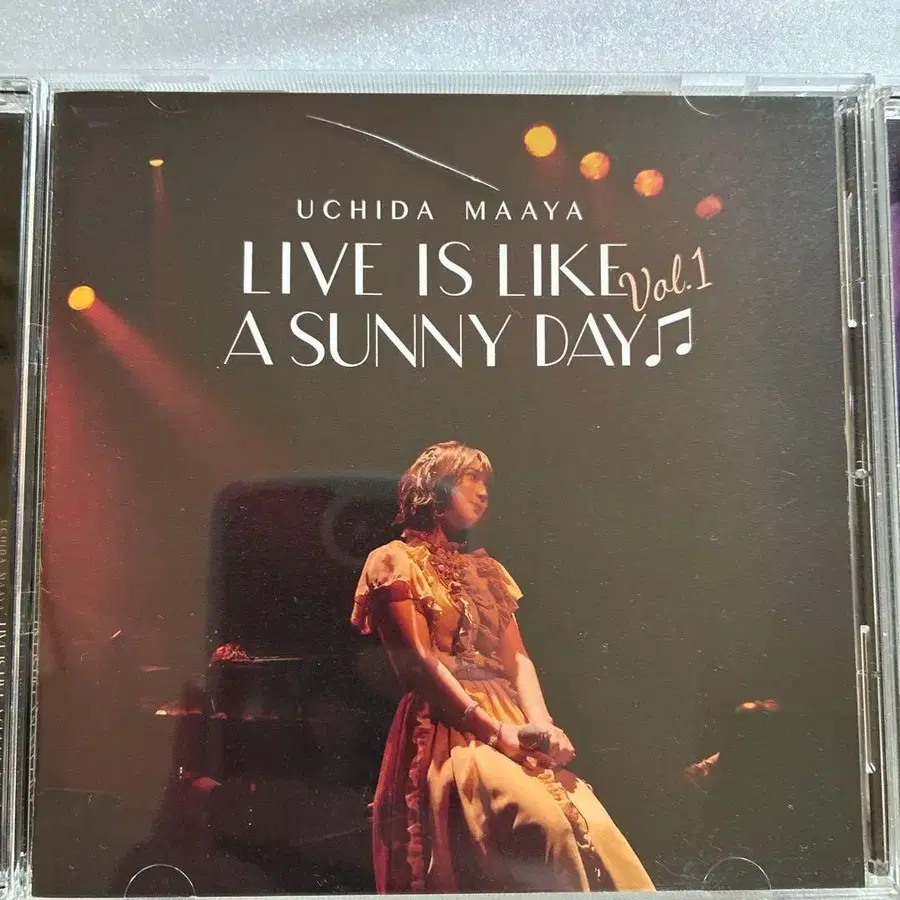 UCHIDA MAAYA
LIVE IS LIKE Vol.1
A SUNNY DAY♫